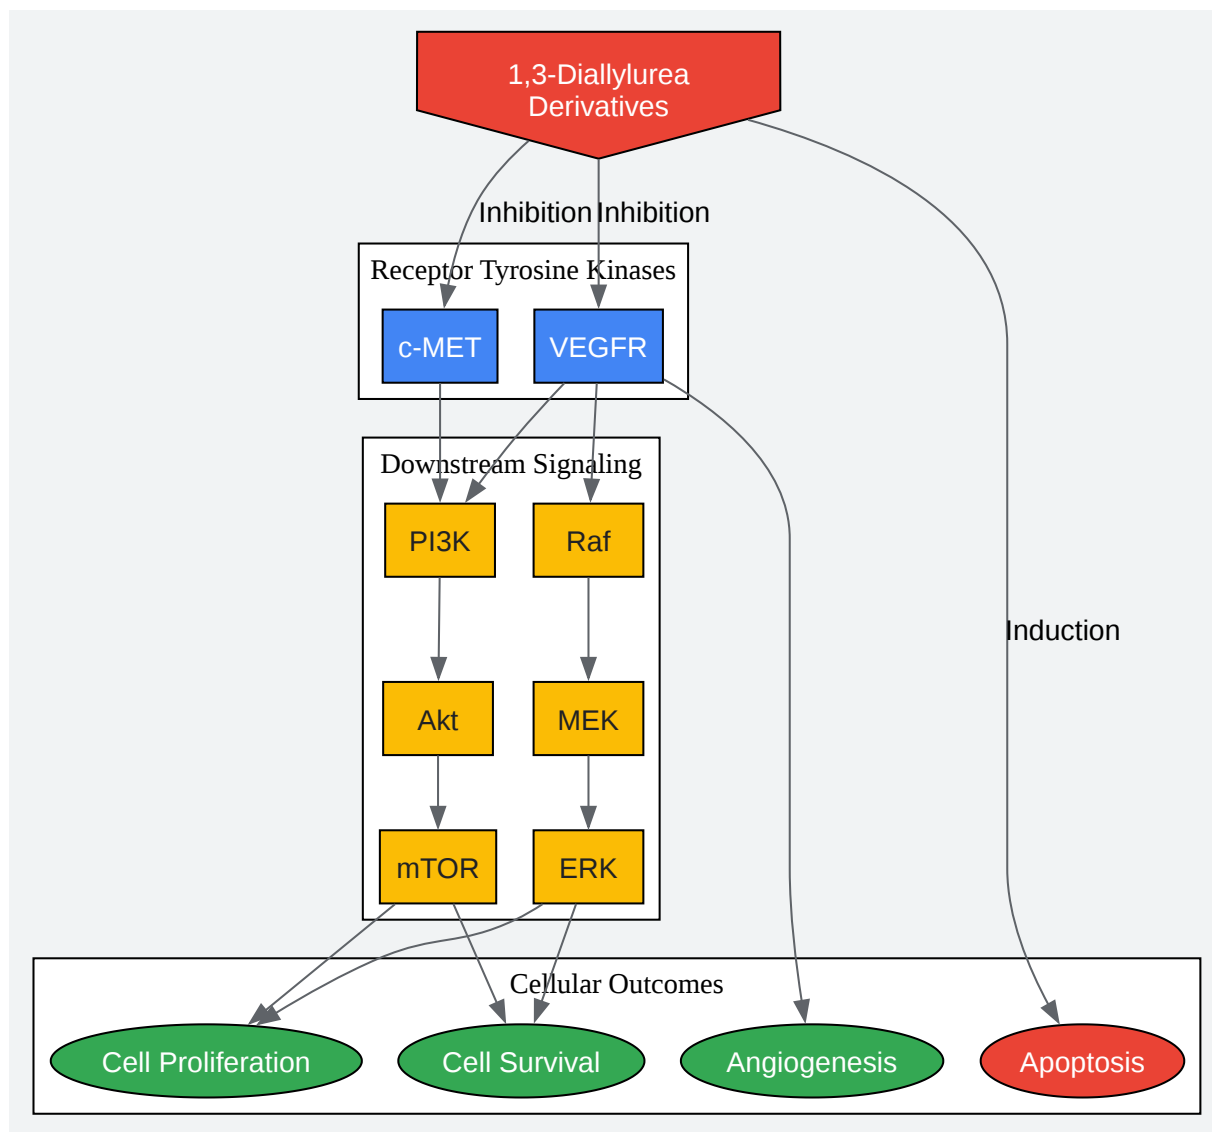 1,3-Diallylurea
Derivatives
Inhibition
Inhibition
Receptor Tyrosine Kinases
c-MET
VEGFR
Downstream Signaling
PI3K
Raf
Induction
Akt
MEK
mTOR
ERK
Cellular Outcomes
Cell Proliferation
Cell Survival
Angiogenesis
Apoptosis